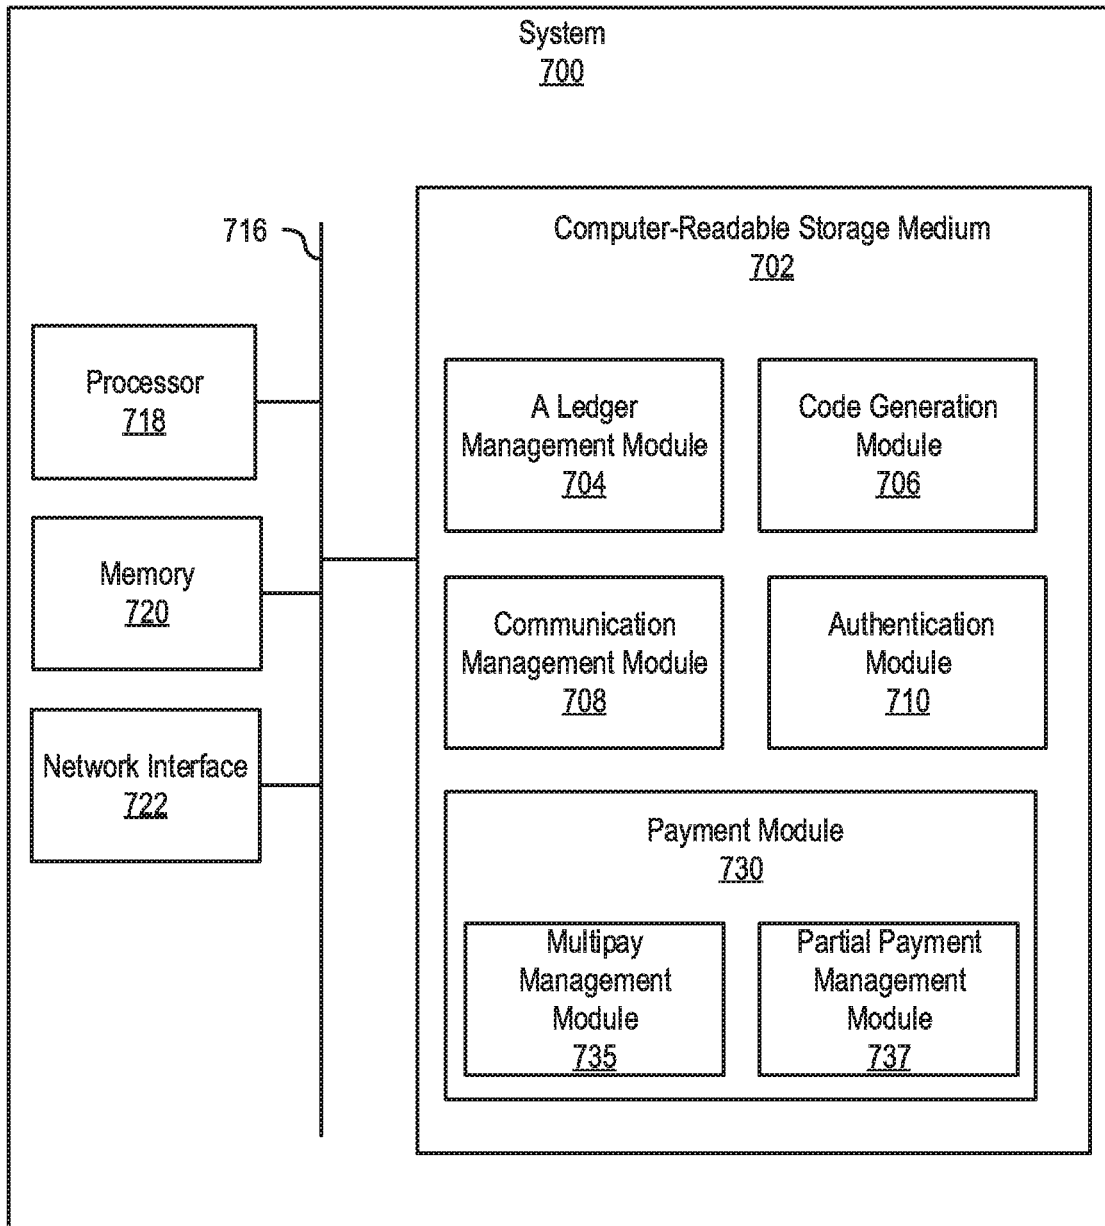 System
700
716
Computer-Readable Storage Medium
702
Processor
718
A Ledger
Management Module
704
Code Generation
Module
706
Memory
720
Communication
Management Module
708
Authentication
Module
710
Network Interface
722
Payment Module
730
Multipay
Management
Module
735
Partial Payment
Management
Module
737